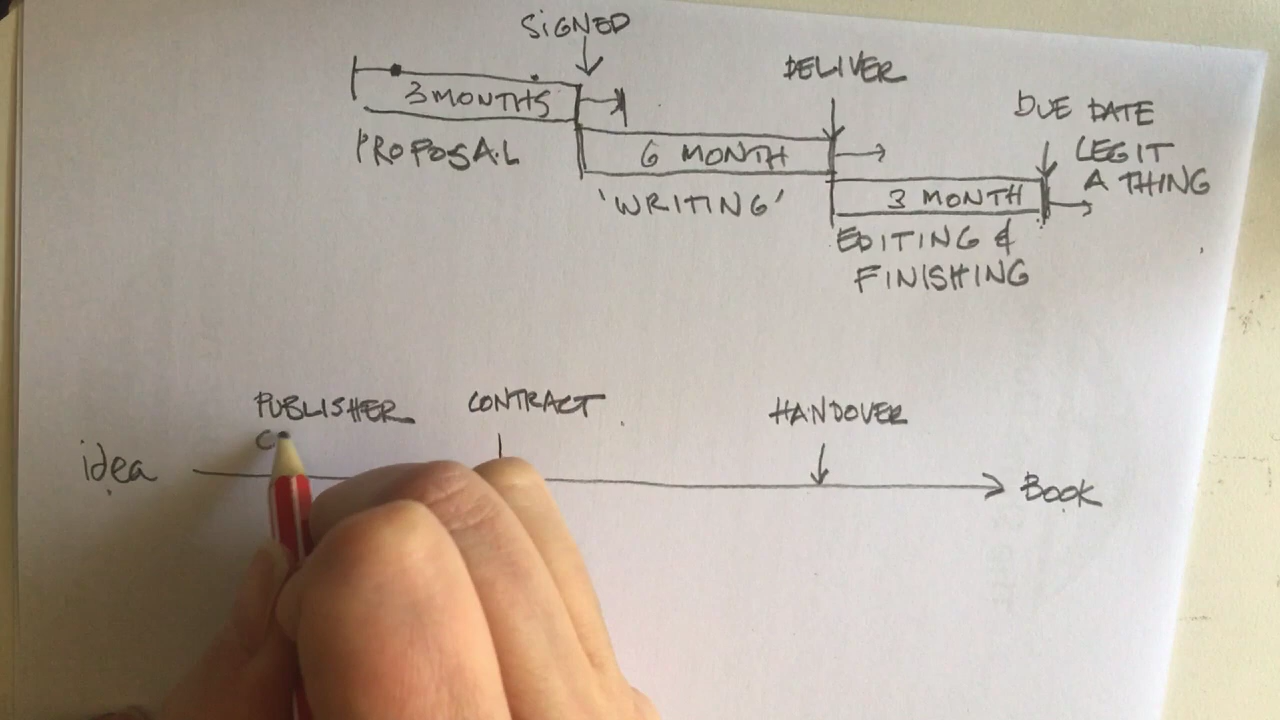 SiGNED
DELIVER
DUE DATE
LEGIT
A THING
3 MONTHS
PROPOSAL
6 MONTH
'WRITING'
3 MONTH
EDITING &
FINISHING
PUBLISHER
CONTRACT
HANDOVER
idea
BOOK